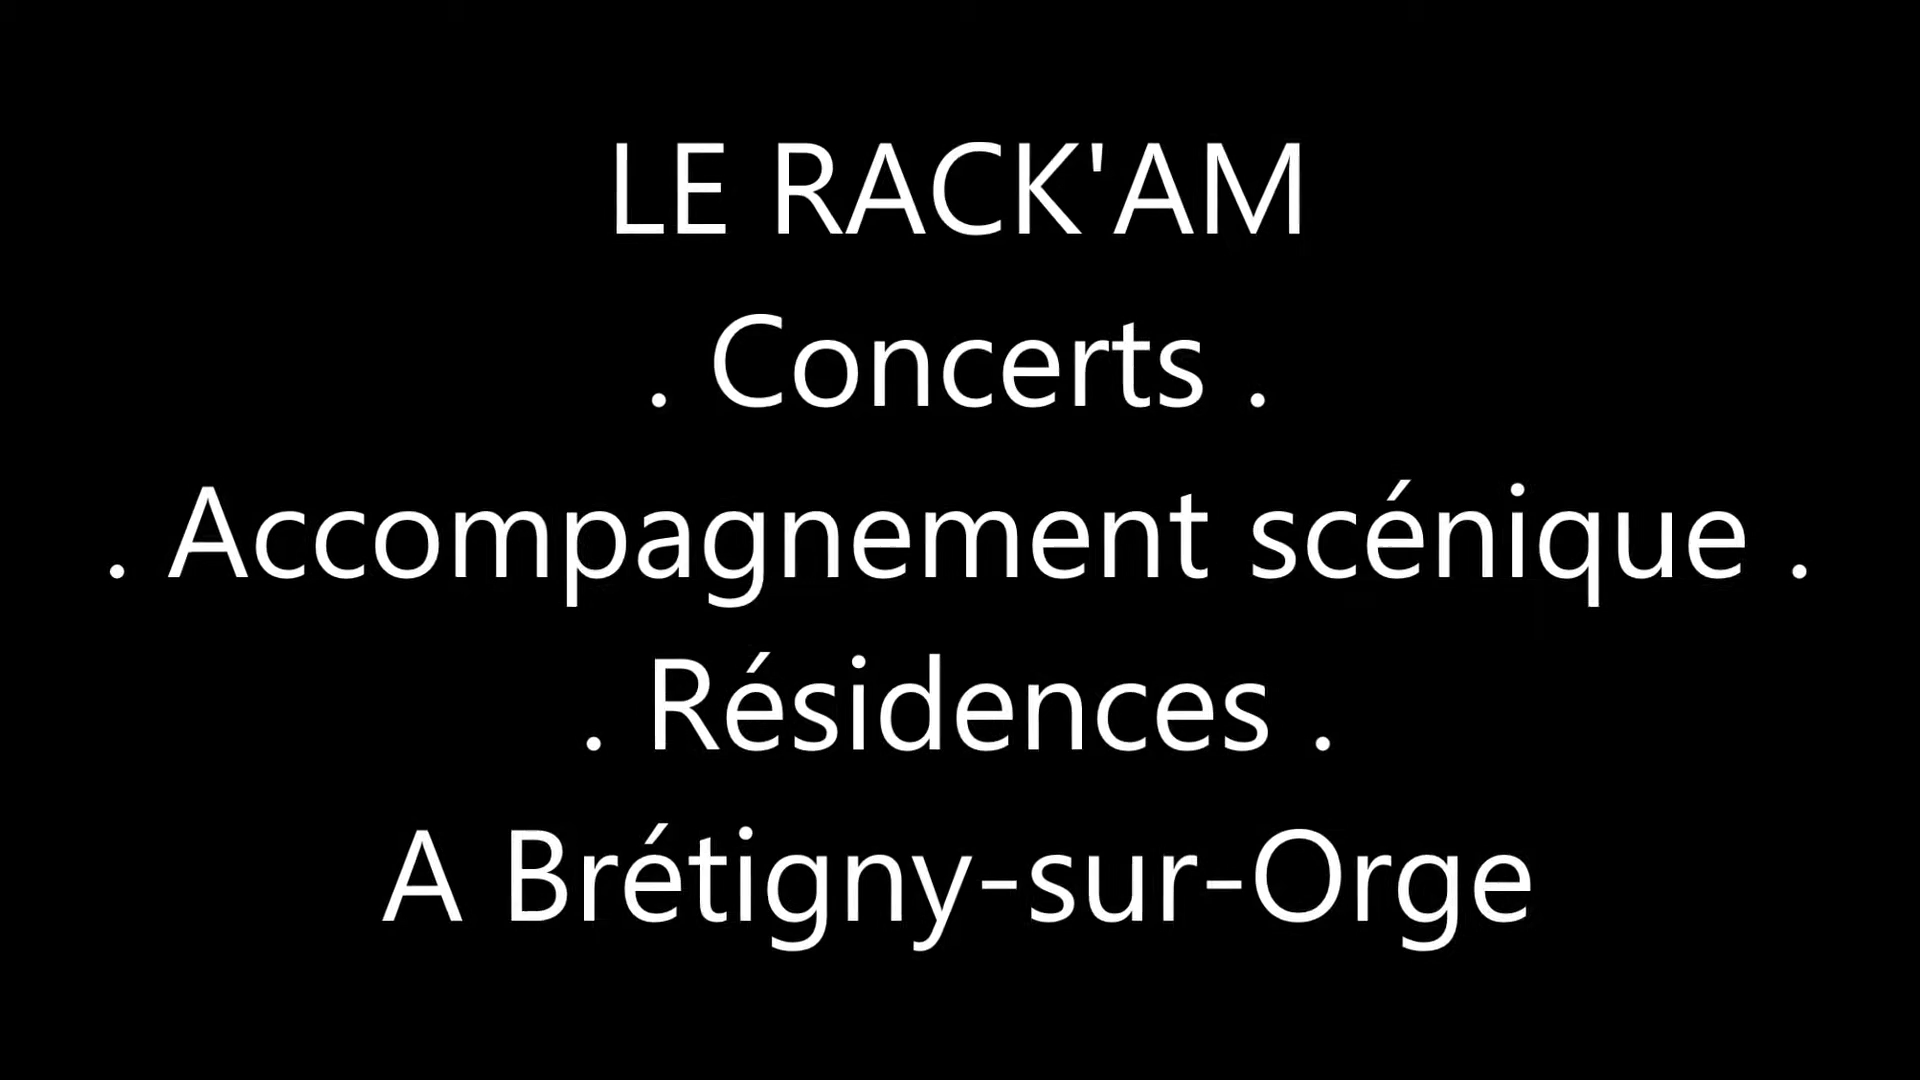 LE RACK'AM
. Concerts .
. Accompagnement scénique .
. Résidences .
A Brétigny-sur-Orge